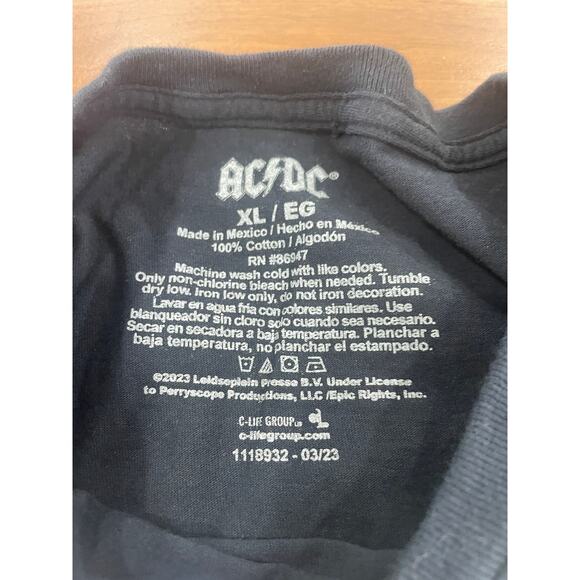 AC⚡DC®
XL / EG
Made in Mexico / Hecho en México
100% Cotton / Algodón
RN #86947
Machine wash cold with like colors.
Only non-chlorine bleach when needed. Tumble
dry low. Iron low only, do not iron decoration.
Lavar en agua fría con colores similares. Use
blanqueador sin cloro solo cuando sea necesario.
Secar en secadora a baja temperatura. Planchar a
baja temperatura, no planchar el estampado.
©2023 Leidseplein Presse B.V. Under License
to Perryscope Productions, LLC /Epic Rights, Inc.
C-LIFE GROUP LTD
c-lifegroup.com
1118932 - 03/23